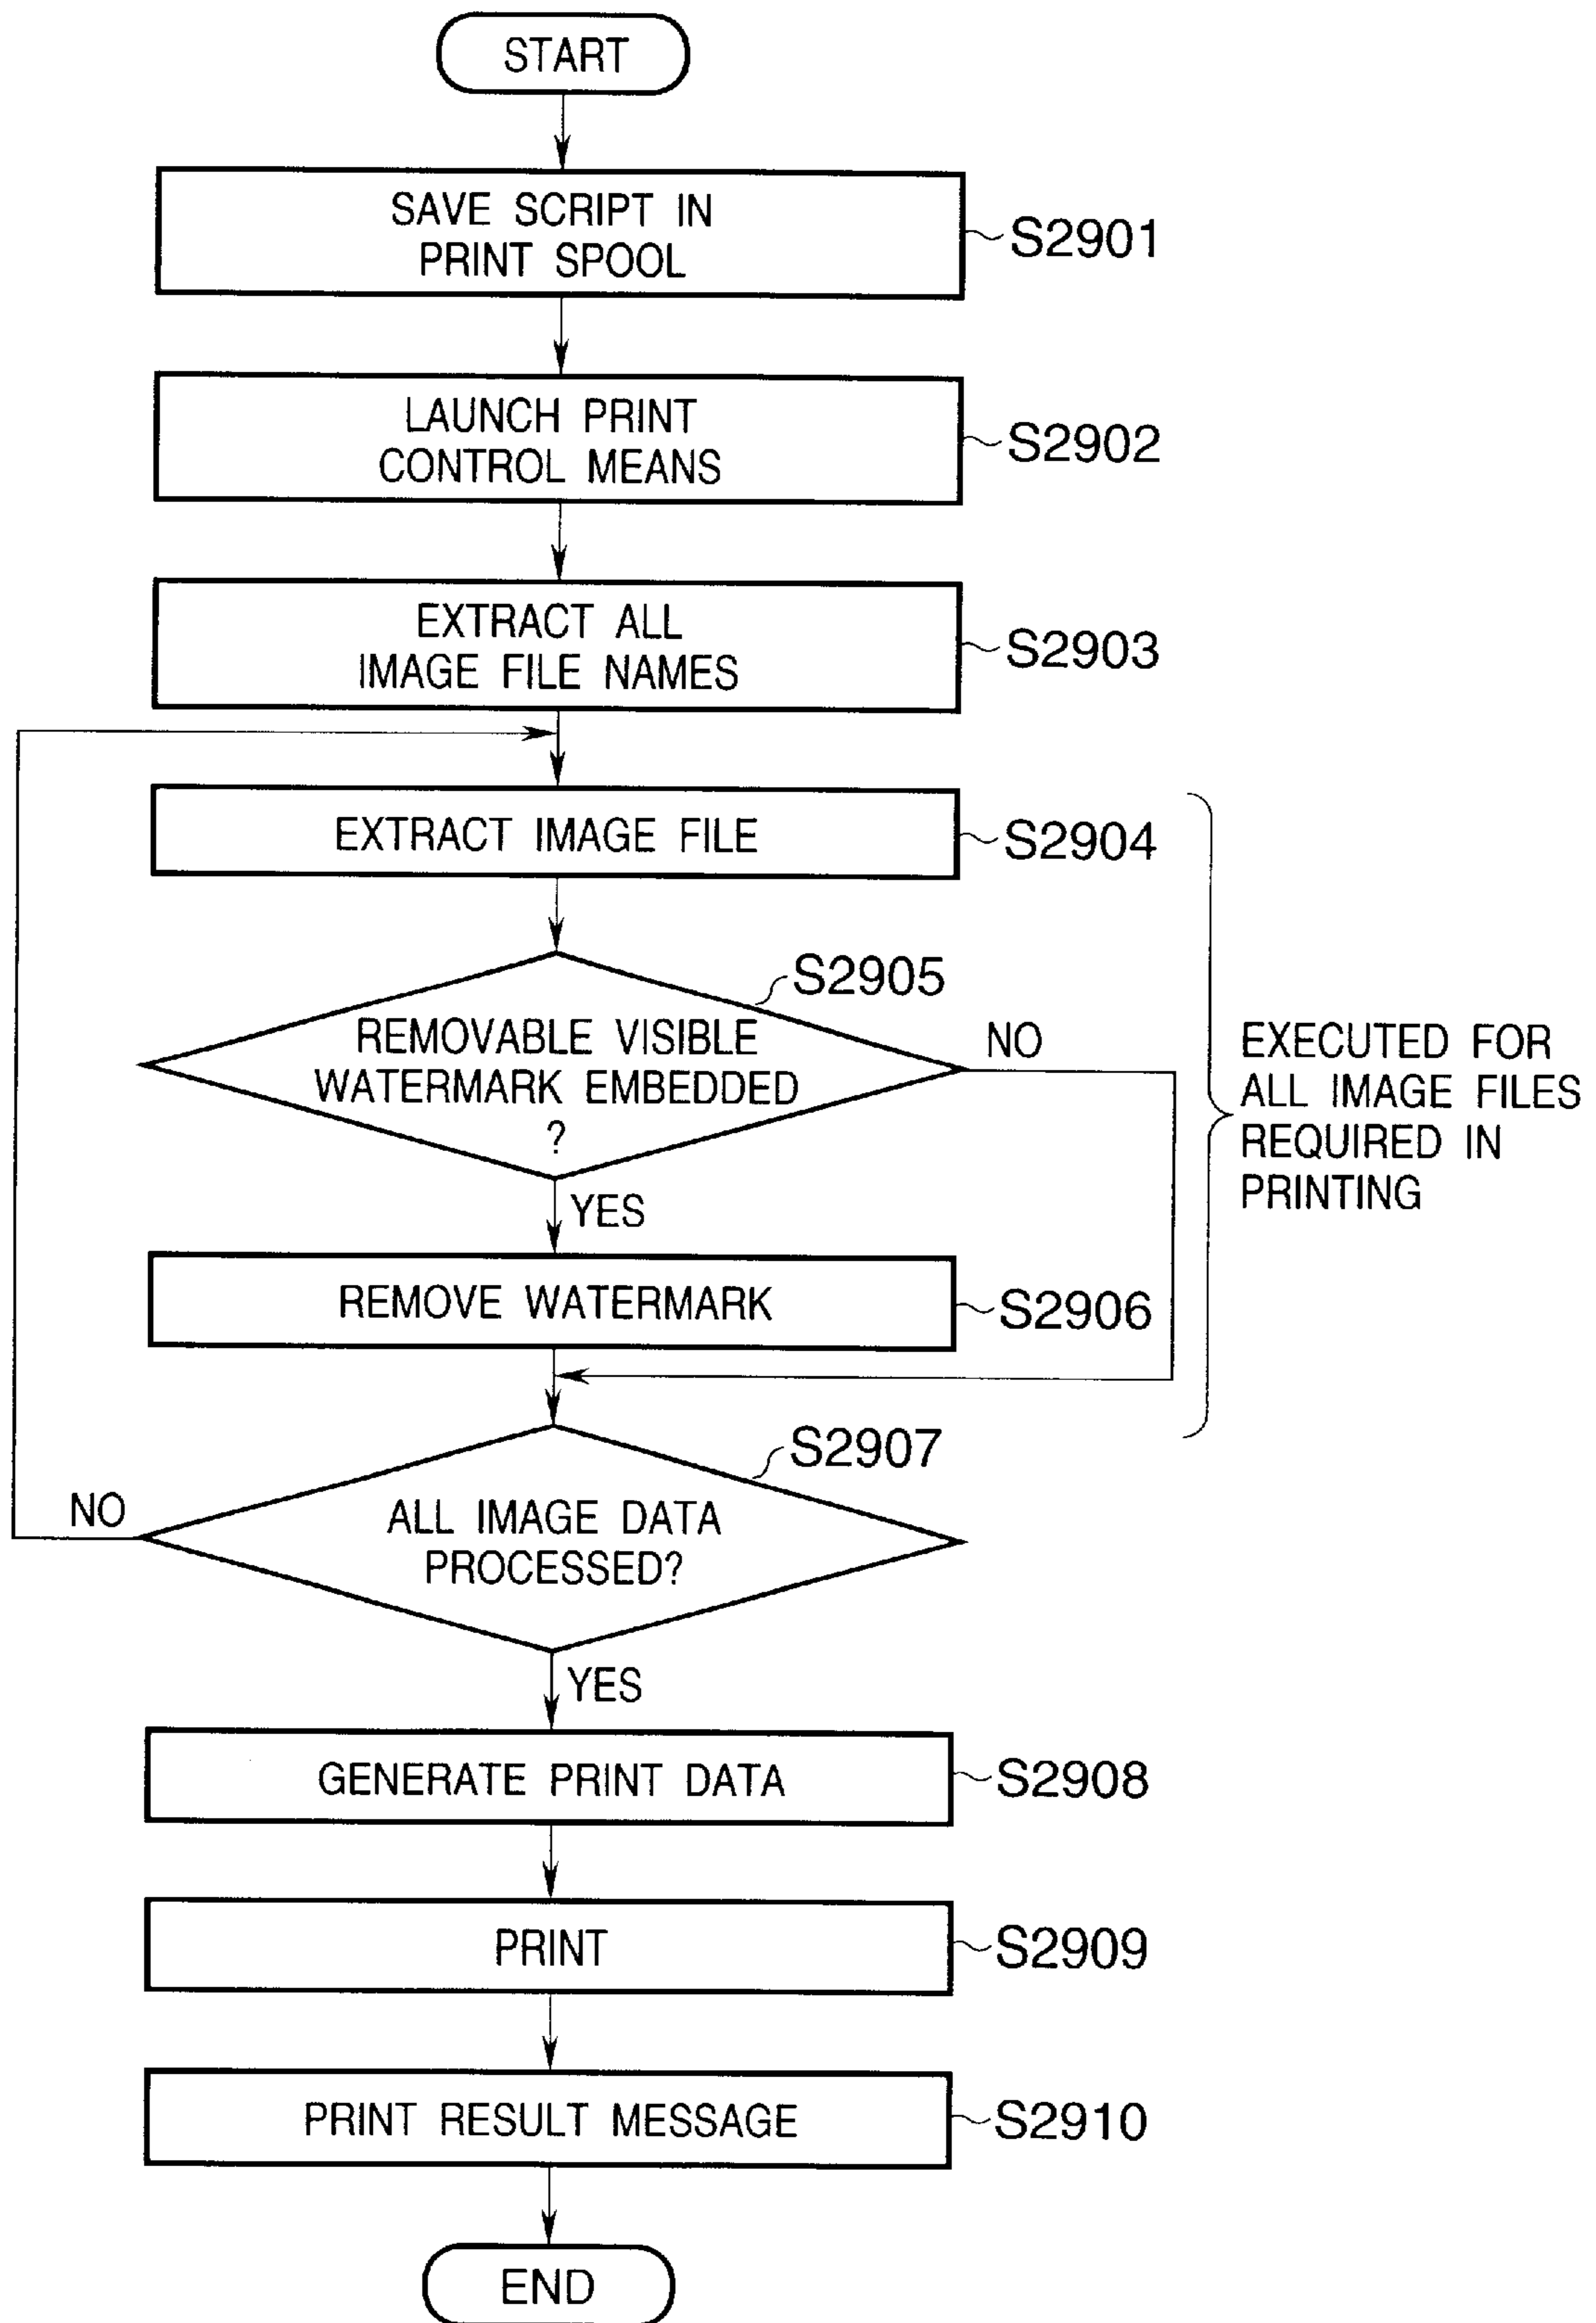 START
SAVE SCRIPT IN
PRINT SPOOL
S2901
LAUNCH PRINT
CONTROL MEANS
S2902
EXTRACT ALL
IMAGE FILE NAMES
S2903
EXTRACT IMAGE FILE
S2904
S2905
REMOVABLE VISIBLE
WATERMARK EMBEDDED
?
NO
EXECUTED FOR
ALL IMAGE FILES
REQUIRED IN
PRINTING
YES
REMOVE WATERMARK
S2906
S2907
ALL IMAGE DATA
PROCESSED?
NO
YES
GENERATE PRINT DATA
S2908
PRINT
S2909
PRINT RESULT MESSAGE
S2910
END